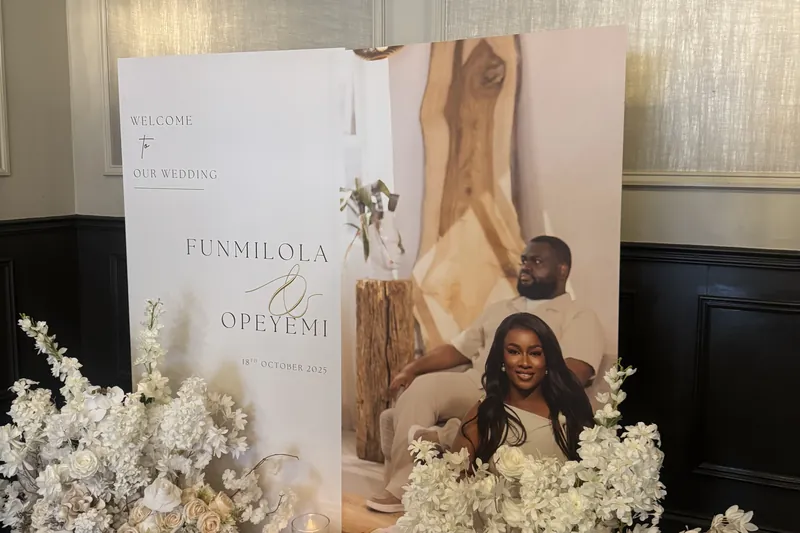 WELCOME
to
OUR WEDDING
FUNMILOLA
&
OPEYEMI
18TH OCTOBER 2025